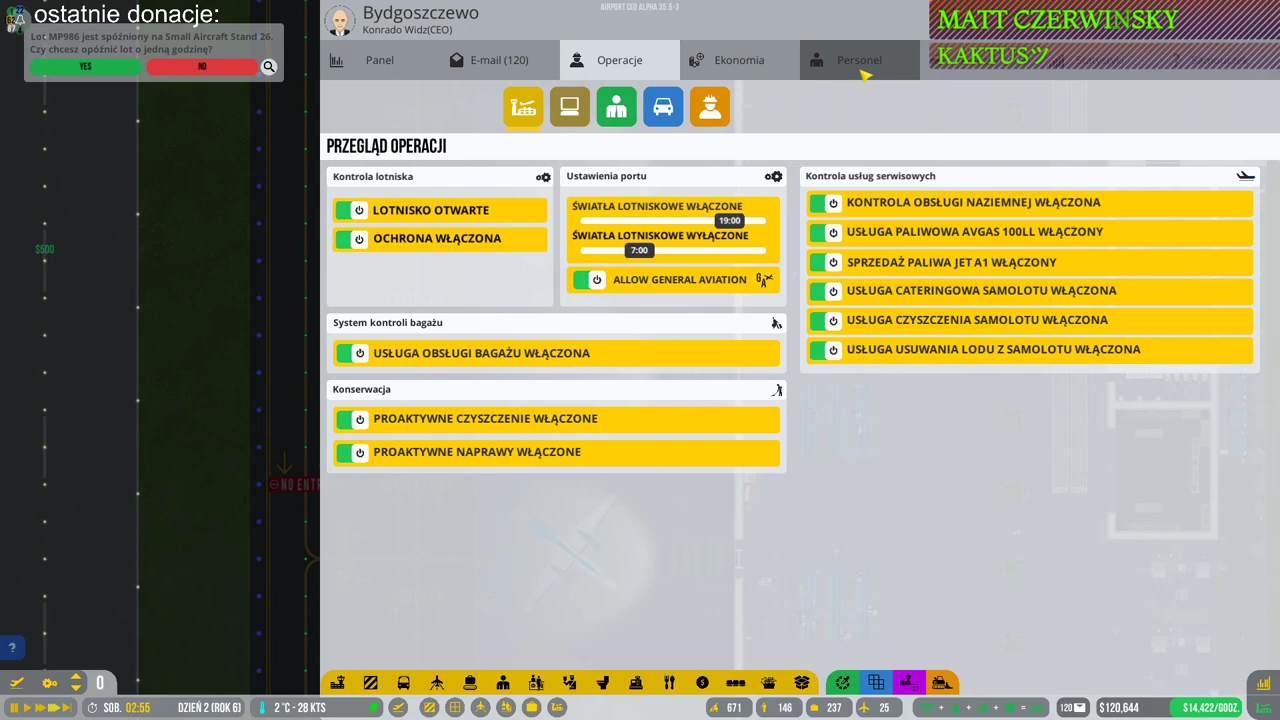 ostatnie donacje:
Lot MP986 jest spóźniony na Small Aircraft Stand 26.
Czy chcesz opóźnić lot o jedną godzinę?
YES
NO
AIRPORT CEO ALPHA 35.5-3
Bydgoszczewo
Konrado Widz(CEO)
MATT CZERWINSKY
KAKTUSツ
Panel
E-mail (120)
Operacje
Ekonomia
Personel
PRZEGLĄD OPERACJI
Kontrola lotniska
LOTNISKO OTWARTE
OCHRONA WŁĄCZONA
Ustawienia portu
ŚWIATŁA LOTNISKOWE WŁĄCZONE
19:00
ŚWIATŁA LOTNISKOWE WYŁĄCZONE
7:00
ALLOW GENERAL AVIATION
Kontrola usług serwisowych
KONTROLA OBSŁUGI NAZIEMNEJ WŁĄCZONA
USŁUGA PALIWOWA AVGAS 100LL WŁĄCZONY
SPRZEDAŻ PALIWA JET A1 WŁĄCZONY
USŁUGA CATERINGOWA SAMOLOTU WŁĄCZONA
USŁUGA CZYSZCZENIA SAMOLOTU WŁĄCZONA
USŁUGA USUWANIA LODU Z SAMOLOTU WŁĄCZONA
System kontroli bagażu
USŁUGA OBSŁUGI BAGAŻU WŁĄCZONA
Konserwacja
PROAKTYWNE CZYSZCZENIE WŁĄCZONE
PROAKTYWNE NAPRAWY WŁĄCZONE
$500
NO ENTR
?
0
SOB. 02:55
DZIEŃ 2 (ROK 6)
2 °C - 28 KTS
671
146
237
25
120
$120,644
$14,422/GODZ.